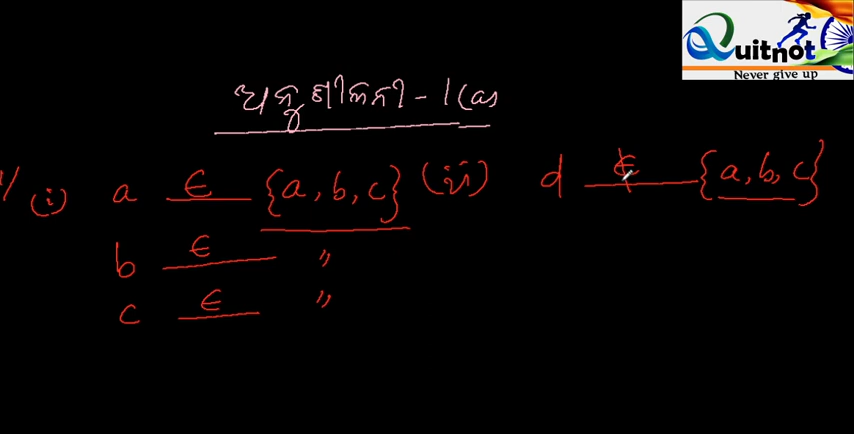 Quitnot
Never give up
ଅନୁଶୀଳନୀ - 1(a)
1/ (i) a ∈ {a, b, c} (ii) d ∉ {a, b, c}
b ∈ "
c ∈ "